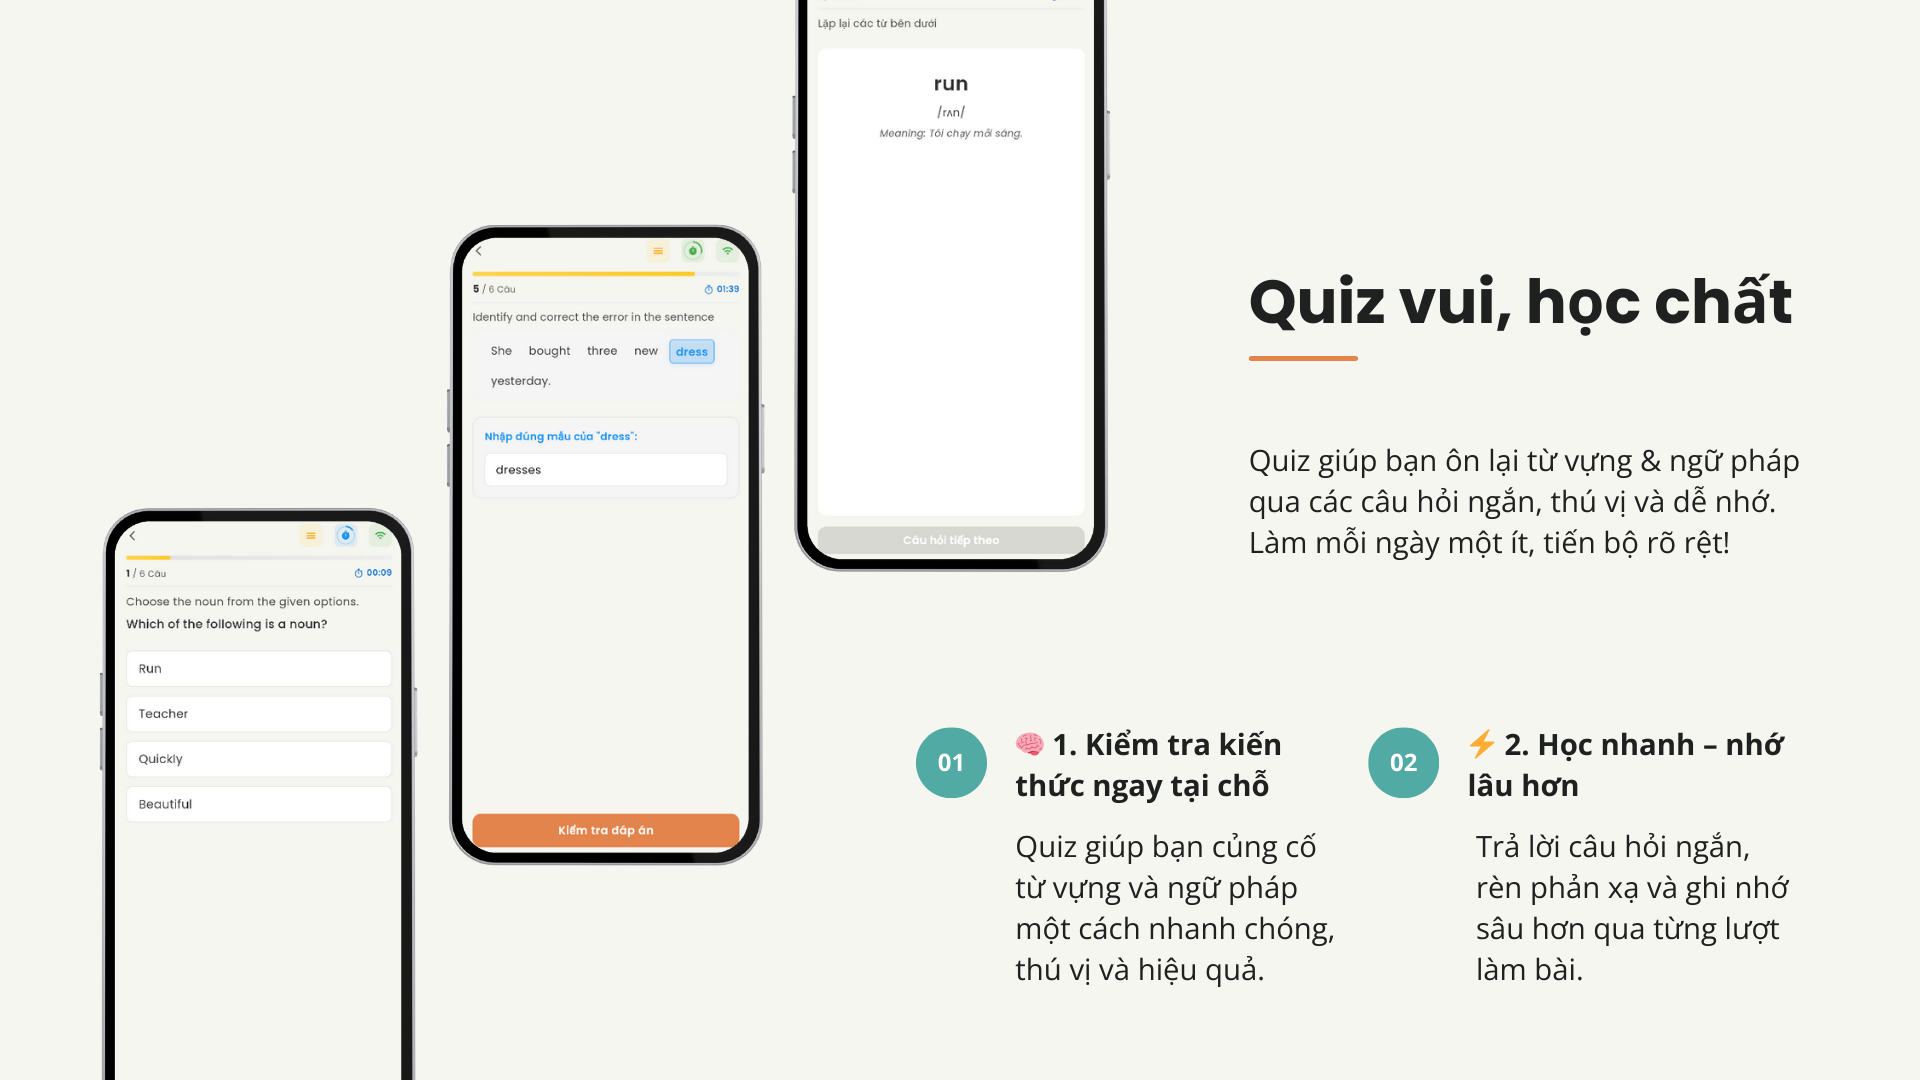 Lặp lại các từ bên dưới
run
/rʌn/
Meaning: Tôi chạy mỗi sáng.
Câu hỏi tiếp theo
5 / 6 Câu
01:39
Identify and correct the error in the sentence
She bought three new dress
yesterday.
Nhập đúng mẫu của "dress":
dresses
Kiểm tra đáp án
1 / 6 Câu
00:09
Choose the noun from the given options.
Which of the following is a noun?
Run
Teacher
Quickly
Beautiful
Quiz vui, học chất
Quiz giúp bạn ôn lại từ vựng & ngữ pháp
qua các câu hỏi ngắn, thú vị và dễ nhớ.
Làm mỗi ngày một ít, tiến bộ rõ rệt!
01
🧠 1. Kiểm tra kiến
thức ngay tại chỗ
Quiz giúp bạn củng cố
từ vựng và ngữ pháp
một cách nhanh chóng,
thú vị và hiệu quả.
02
⚡ 2. Học nhanh – nhớ
lâu hơn
Trả lời câu hỏi ngắn,
rèn phản xạ và ghi nhớ
sâu hơn qua từng lượt
làm bài.